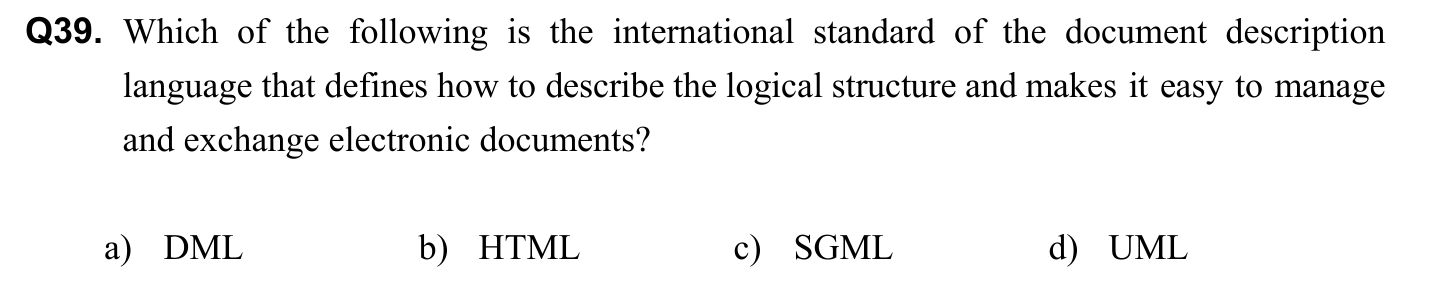 Q39. Which of the following is the international standard of the document description
language that defines how to describe the logical structure and makes it easy to manage
and exchange electronic documents?
a) DML b) HTML c) SGML d) UML